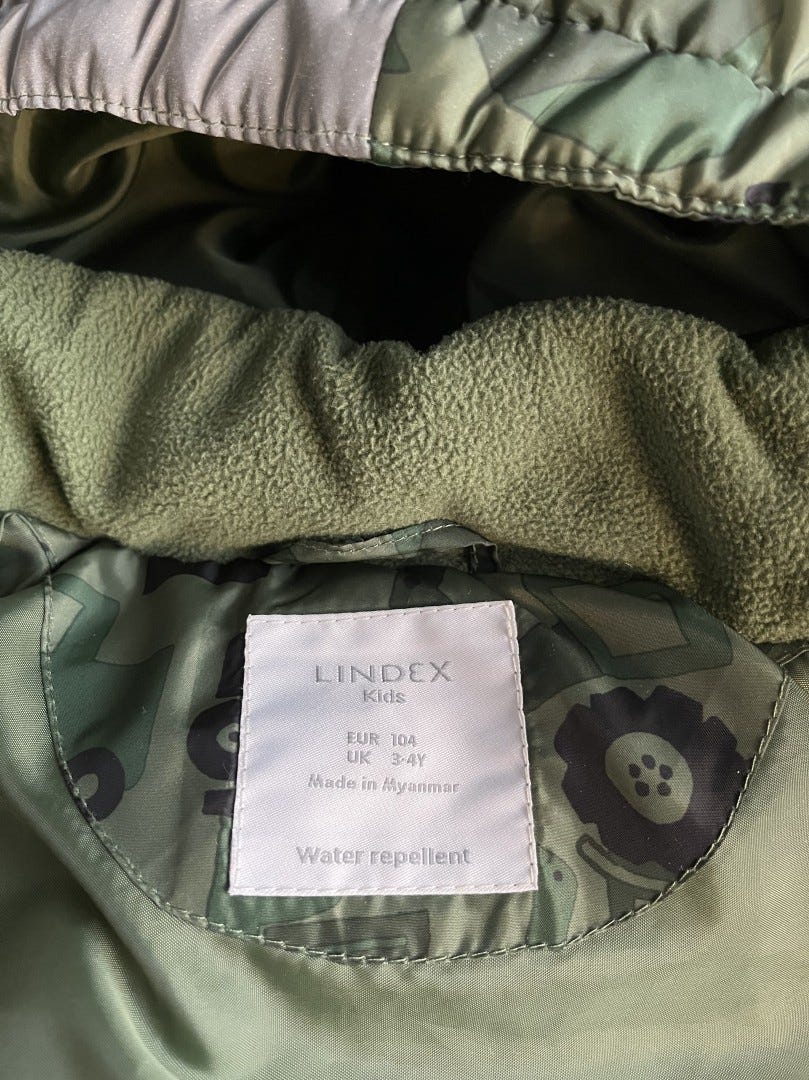 LINDEX
Kids
EUR 104
UK 3-4Y
Made in Myanmar
Water repellent